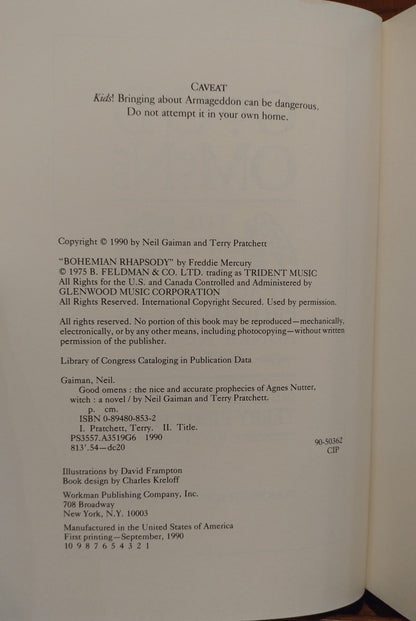 CAVEAT
Kids! Bringing about Armageddon can be dangerous.
Do not attempt it in your own home.
Copyright © 1990 by Neil Gaiman and Terry Pratchett
"BOHEMIAN RHAPSODY" by Freddie Mercury
© 1975 B. FELDMAN & CO. LTD. trading as TRIDENT MUSIC
All Rights for the U.S. and Canada Controlled and Administered by
GLENWOOD MUSIC CORPORATION
All Rights Reserved. International Copyright Secured. Used by permission.
All rights reserved. No portion of this book may be reproduced—mechanically,
electronically, or by any other means, including photocopying—without written
permission of the publisher.
Library of Congress Cataloging in Publication Data
Gaiman, Neil.
Good omens : the nice and accurate prophecies of Agnes Nutter,
witch : a novel / by Neil Gaiman and Terry Pratchett.
p. cm.
ISBN 0-89480-853-2
I. Pratchett, Terry. II. Title.
PS3557.A3519G6 1990
813'.54—dc20
90-50362
CIP
Illustrations by David Frampton
Book design by Charles Kreloff
Workman Publishing Company, Inc.
708 Broadway
New York, N.Y. 10003
Manufactured in the United States of America
First printing—September, 1990
10 9 8 7 6 5 4 3 2 1